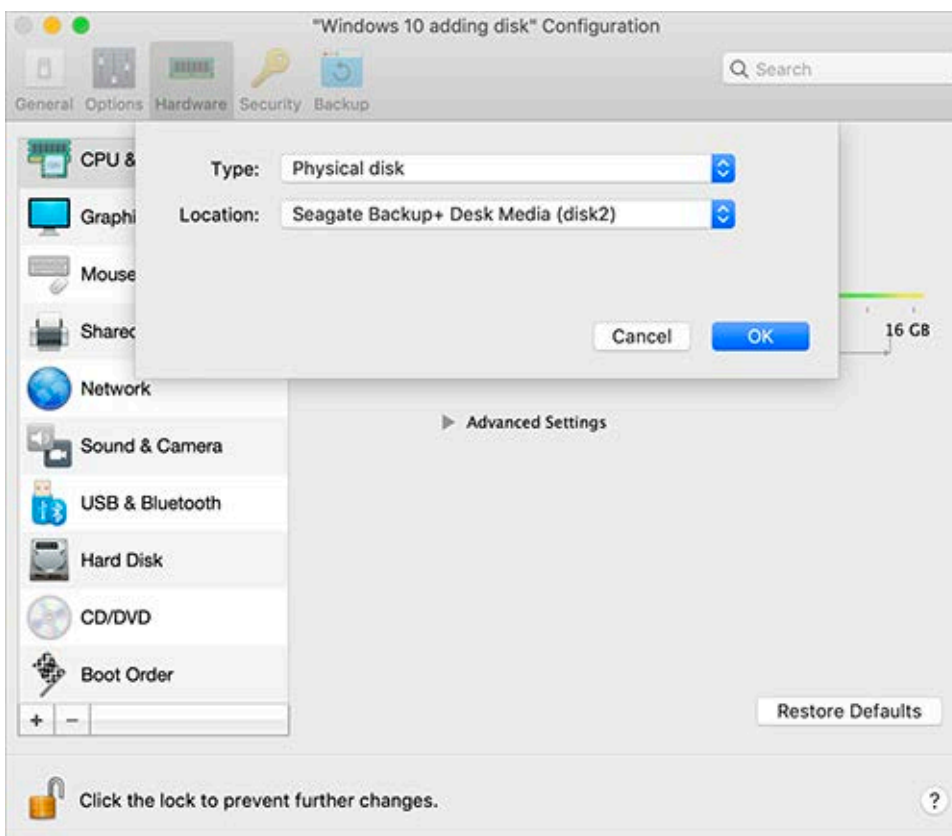 "Windows 10 adding disk" Configuration
General Options Hardware Security Backup
Search
Type: Physical disk
Location: Seagate Backup+ Desk Media (disk2)
Cancel OK
CPU &
Graphi
Mouse
Shared
Network
Sound & Camera
USB & Bluetooth
Hard Disk
CD/DVD
Boot Order
+ −
16 GB
Advanced Settings
Restore Defaults
Click the lock to prevent further changes.
?